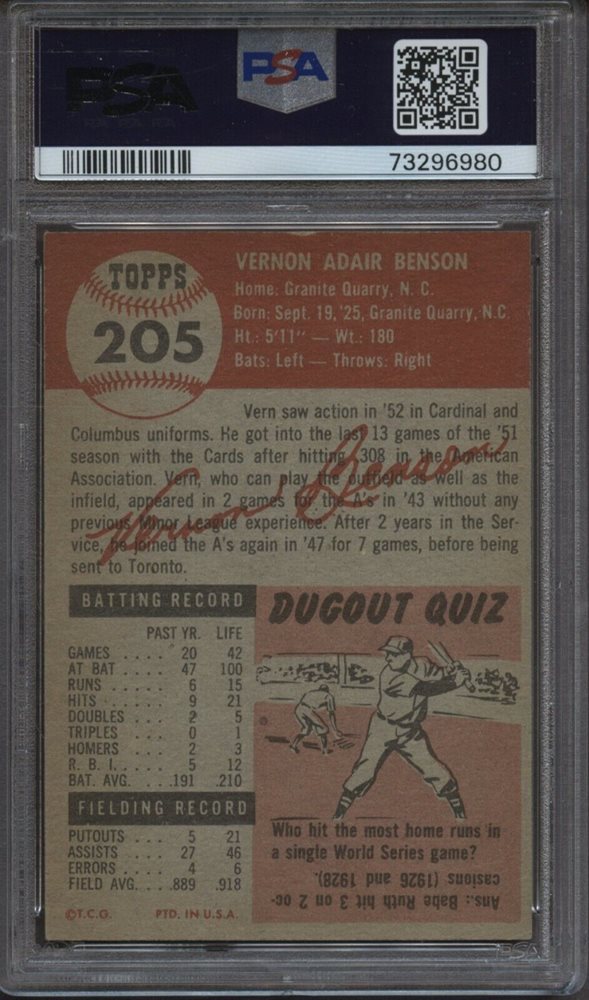 PSA
PSA
73296980
TOPPS
205
VERNON ADAIR BENSON
Home: Granite Quarry, N. C.
Born: Sept. 19, '25, Granite Quarry, N.C.
Ht.: 5'11" — Wt.: 180
Bats: Left — Throws: Right
Vern saw action in '52 in Cardinal and
Columbus uniforms. He got into the last 13 games of the '51
season with the Cards after hitting .308 in the American
Association. Vern, who can play the outfield as well as the
infield, appeared in 2 games for the A's in '43 without any
previous Minor League experience. After 2 years in the Ser-
vice, he joined the A's again in '47 for 7 games, before being
sent to Toronto.
Vernon Benson
BATTING RECORD
PAST YR. LIFE
GAMES . . . . 20 42
AT BAT . . . . 47 100
RUNS . . . . . 6 15
HITS . . . . . 9 21
DOUBLES . . . 2 5
TRIPLES . . . 0 1
HOMERS . . . 2 3
R. B. I. . . . . 5 12
BAT. AVG. . . .191 .210
FIELDING RECORD
PUTOUTS . . . 5 21
ASSISTS . . . 27 46
ERRORS . . . . 4 6
FIELD AVG. . .889 .918
©T.C.G. PTD. IN U.S.A.
DUGOUT QUIZ
Who hit the most home runs in
a single World Series game?
Ans.: Babe Ruth hit 3 on 2 oc-
casions (1926 and 1928).
PSA